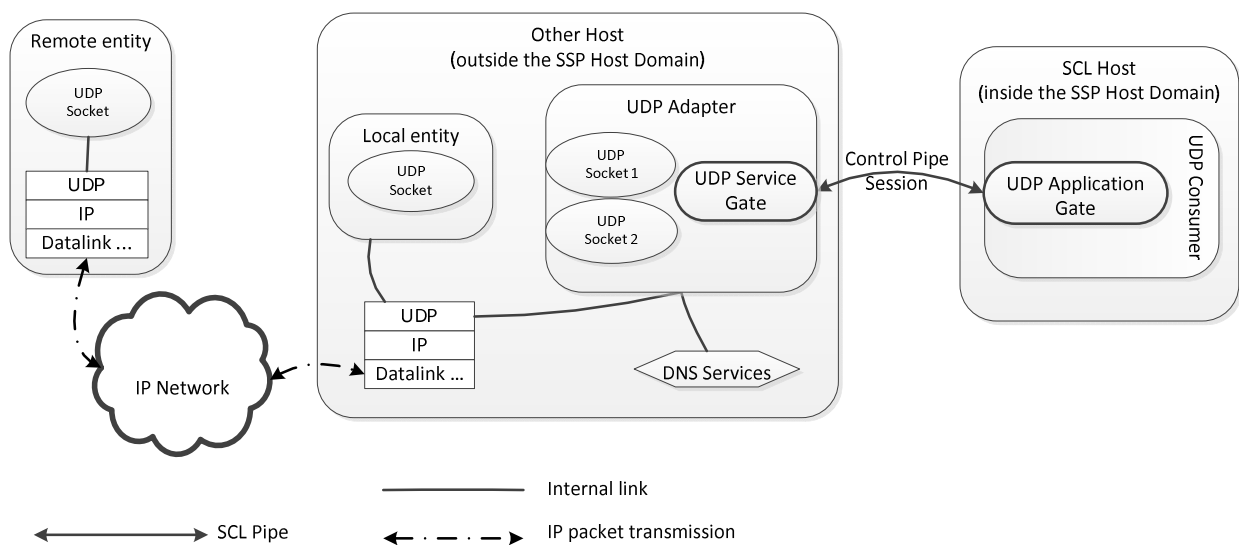 Remote entity
UDP
Socket
UDP
IP
Datalink ...
IP Network
Other Host
(outside the SSP Host Domain)
Local entity
UDP
Socket
UDP Adapter
UDP
Socket 1
UDP
Socket 2
UDP Service
Gate
UDP
IP
Datalink ...
DNS Services
Control Pipe
Session
SCL Host
(inside the SSP Host Domain)
UDP Application
Gate
UDP Consumer
Internal link
SCL Pipe
IP packet transmission